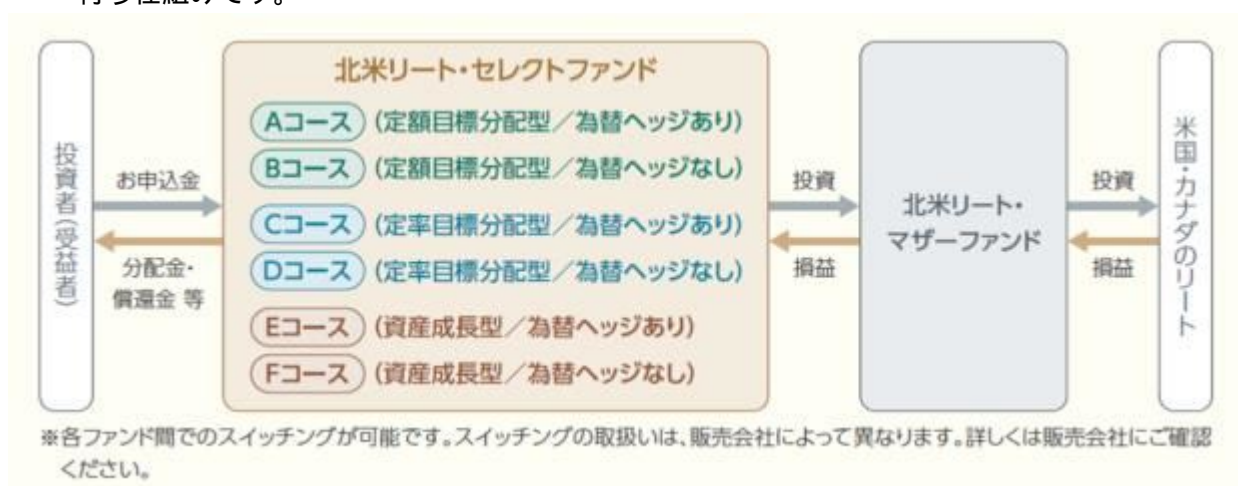 行う仕組みです。
北米リート・セレクトファンド
Aコース (定額目標分配型/為替ヘッジあり)
Bコース (定額目標分配型/為替ヘッジなし)
Cコース (定率目標分配型/為替ヘッジあり)
Dコース (定率目標分配型/為替ヘッジなし)
Eコース (資産成長型/為替ヘッジあり)
Fコース (資産成長型/為替ヘッジなし)
投資者(受益者)
お申込金
分配金・
償還金 等
投資
損益
北米リート・
マザーファンド
投資
損益
米国・カナダのリート
※各ファンド間でのスイッチングが可能です。スイッチングの取扱いは、販売会社によって異なります。詳しくは販売会社にご確認
ください。